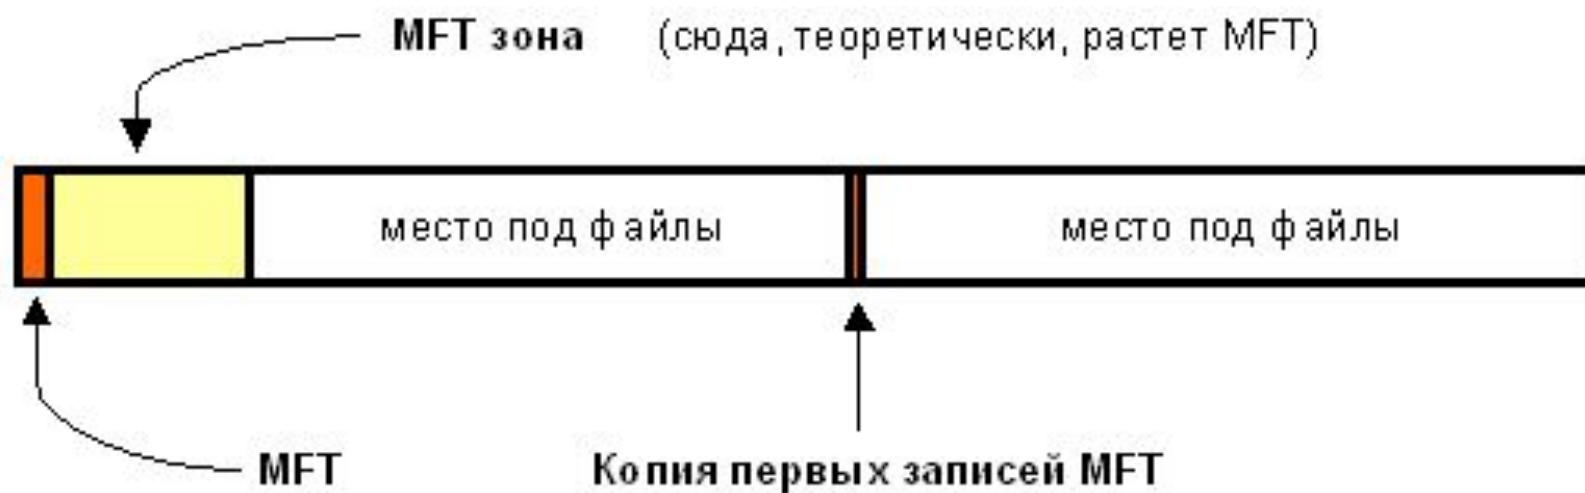 MFT зона (сюда, теоретически, растет MFT)
место под файлы
место под файлы
MFT
Копия первых записей MFT